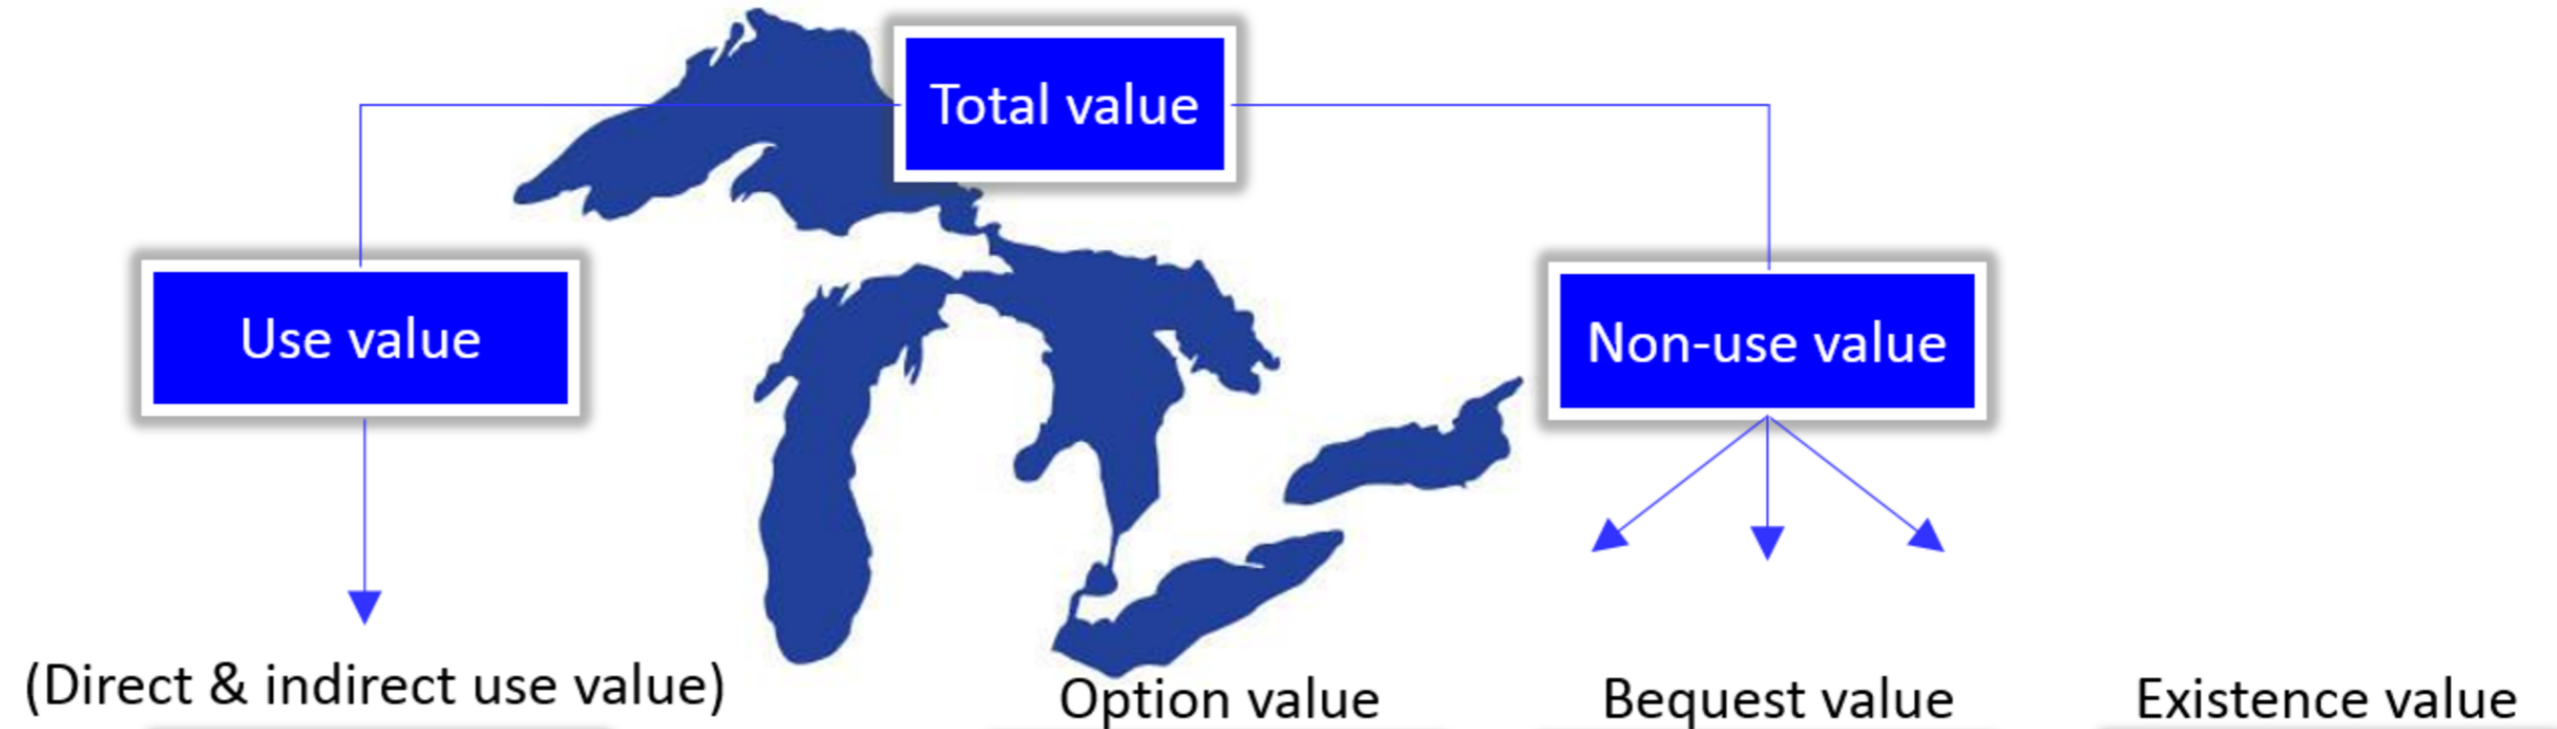 Total value
Use value
Non-use value
(Direct & indirect use value)
Option value
Bequest value
Existence value